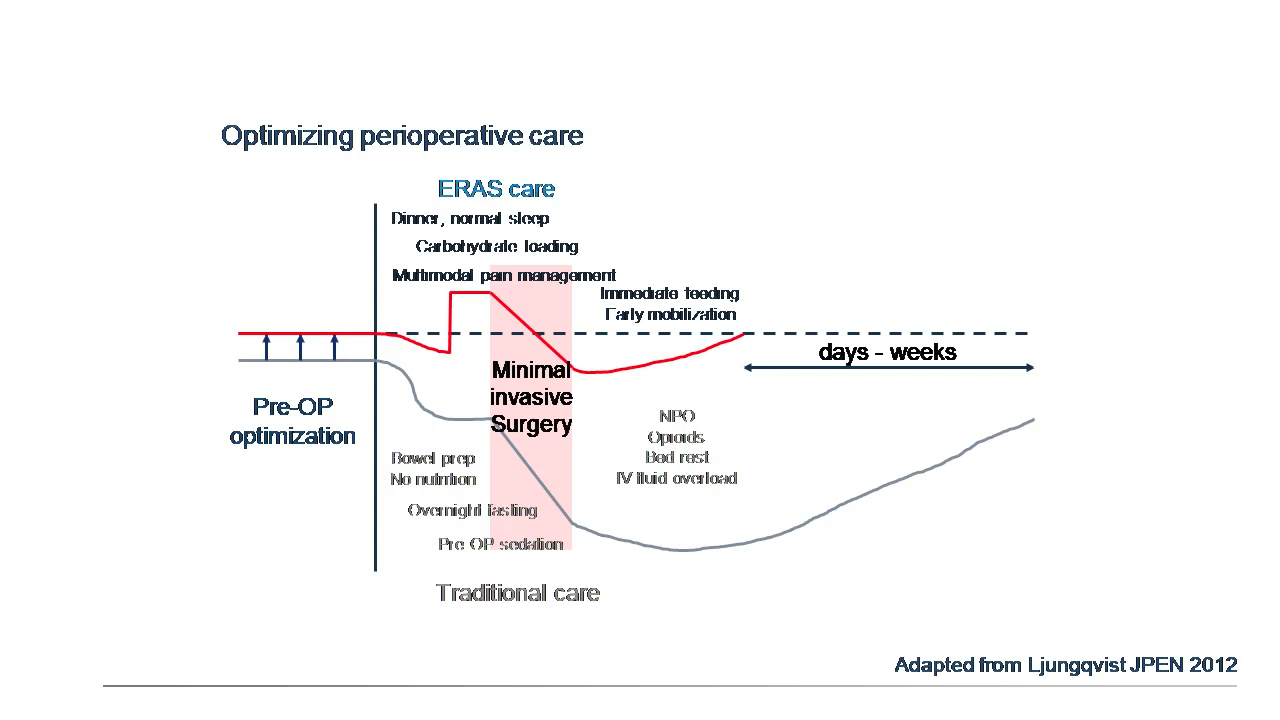 Optimizing perioperative care
ERAS care
Dinner, normal sleep
Carbohydrate loading
Multimodal pain management
Immediate feeding
Early mobilization
days - weeks
Minimal
invasive
Surgery
Pre-OP
optimization
NPO
Opioids
Bed rest
IV fluid overload
Bowel prep
No nutrition
Overnight fasting
Pre OP sedation
Traditional care
Adapted from Ljungqvist JPEN 2012